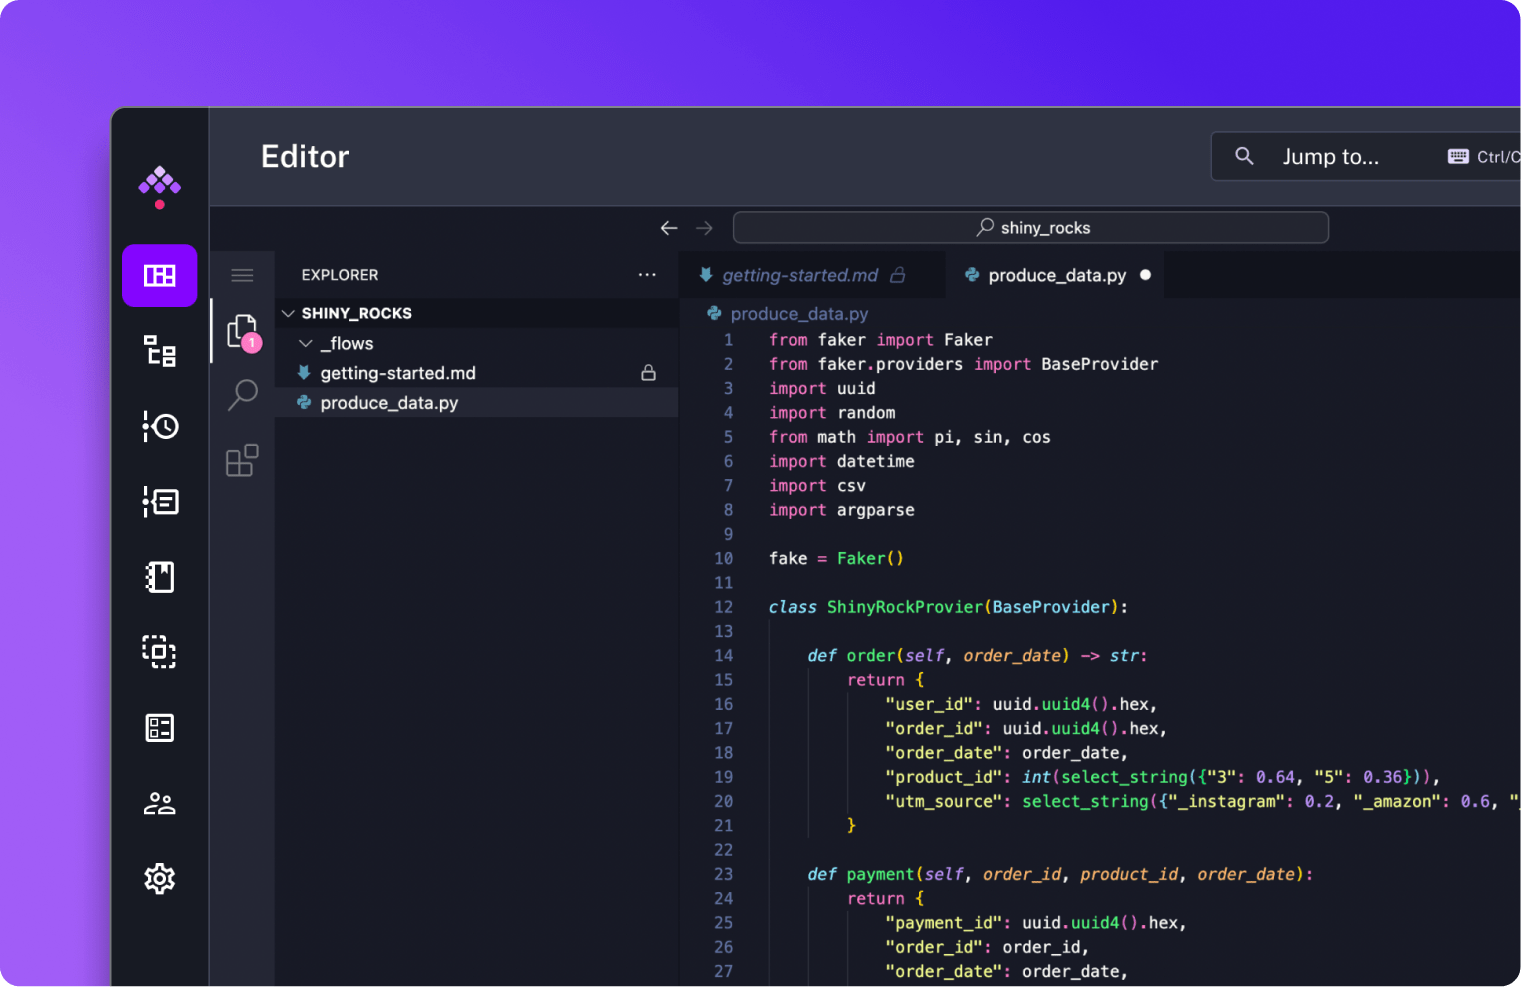 Editor
Jump to...
Ctrl/C
shiny_rocks
EXPLORER
SHINY_ROCKS
_flows
getting-started.md
produce_data.py
1
getting-started.md
produce_data.py
produce_data.py
1 from faker import Faker
2 from faker.providers import BaseProvider
3 import uuid
4 import random
5 from math import pi, sin, cos
6 import datetime
7 import csv
8 import argparse
9
10 fake = Faker()
11
12 class ShinyRockProvier(BaseProvider):
13
14     def order(self, order_date) -> str:
15         return {
16             "user_id": uuid.uuid4().hex,
17             "order_id": uuid.uuid4().hex,
18             "order_date": order_date,
19             "product_id": int(select_string({"3": 0.64, "5": 0.36})),
20             "utm_source": select_string({"_instagram": 0.2, "_amazon": 0.6, "
21         }
22
23     def payment(self, order_id, product_id, order_date):
24         return {
25             "payment_id": uuid.uuid4().hex,
26             "order_id": order_id,
27             "order_date": order_date,